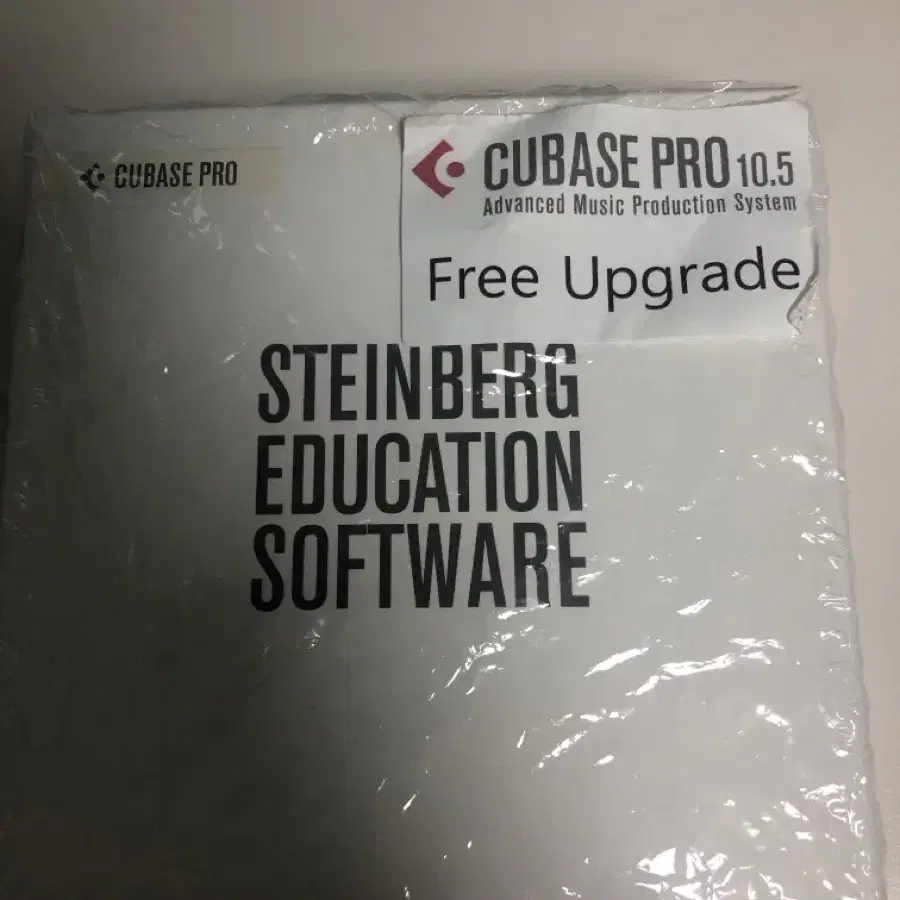 CUBASE PRO
CUBASE PRO 10.5
Advanced Music Production System
Free Upgrade
STEINBERG
EDUCATION
SOFTWARE